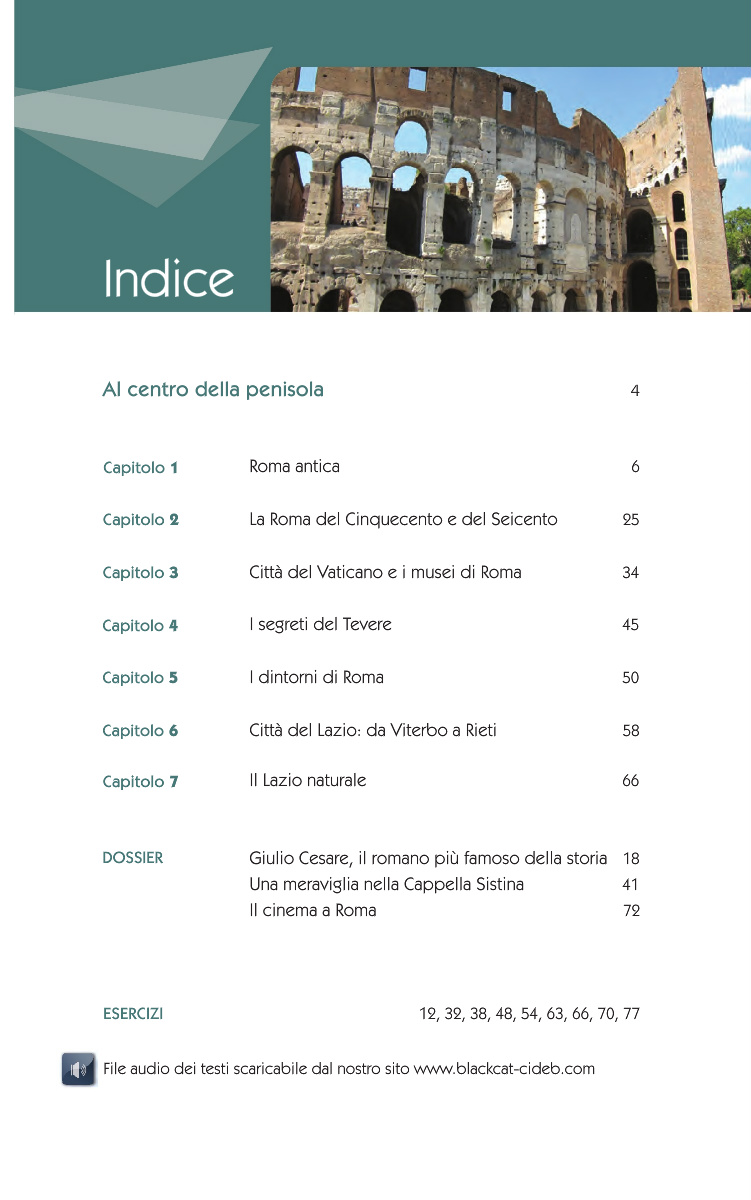 Indice
Al centro della penisola 4
Capitolo 1 Roma antica 6
Capitolo 2 La Roma del Cinquecento e del Seicento 25
Capitolo 3 Città del Vaticano e i musei di Roma 34
Capitolo 4 I segreti del Tevere 45
Capitolo 5 I dintorni di Roma 50
Capitolo 6 Città del Lazio: da Viterbo a Rieti 58
Capitolo 7 Il Lazio naturale 66
DOSSIER Giulio Cesare, il romano più famoso della storia 18
Una meraviglia nella Cappella Sistina 41
Il cinema a Roma 72
ESERCIZI 12, 32, 38, 48, 54, 63, 66, 70, 77
File audio dei testi scaricabile dal nostro sito www.blackcat-cideb.com